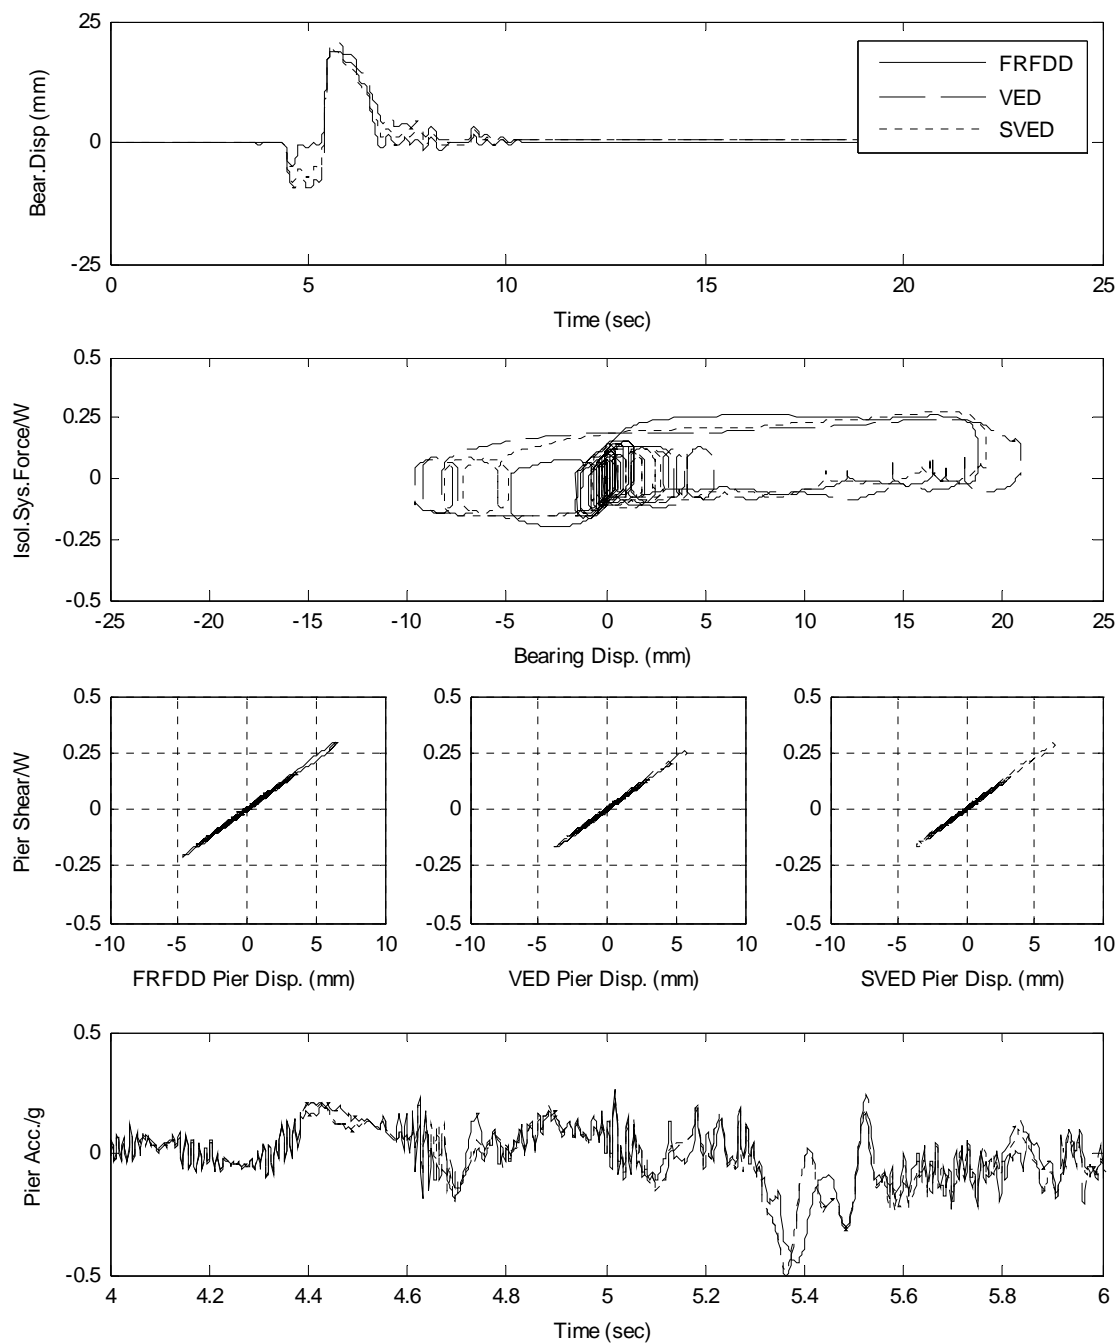 25
0
-25
Bear.Disp (mm)
FRFDD
VED
SVED
0 5 10 15 20 25
Time (sec)
0.5
0.25
0
-0.25
-0.5
Isol.Sys.Force/W
-25 -20 -15 -10 -5 0 5 10 15 20 25
Bearing Disp. (mm)
0.5 0.5 0.5
0.25 0.25 0.25
0 0 0
-0.25 -0.25 -0.25
-0.5 -0.5 -0.5
Pier Shear/W
-10 -5 0 5 10 -10 -5 0 5 10 -10 -5 0 5 10
FRFDD Pier Disp. (mm) VED Pier Disp. (mm) SVED Pier Disp. (mm)
0.5
0
-0.5
Pier Acc./g
4 4.2 4.4 4.6 4.8 5 5.2 5.4 5.6 5.8 6
Time (sec)